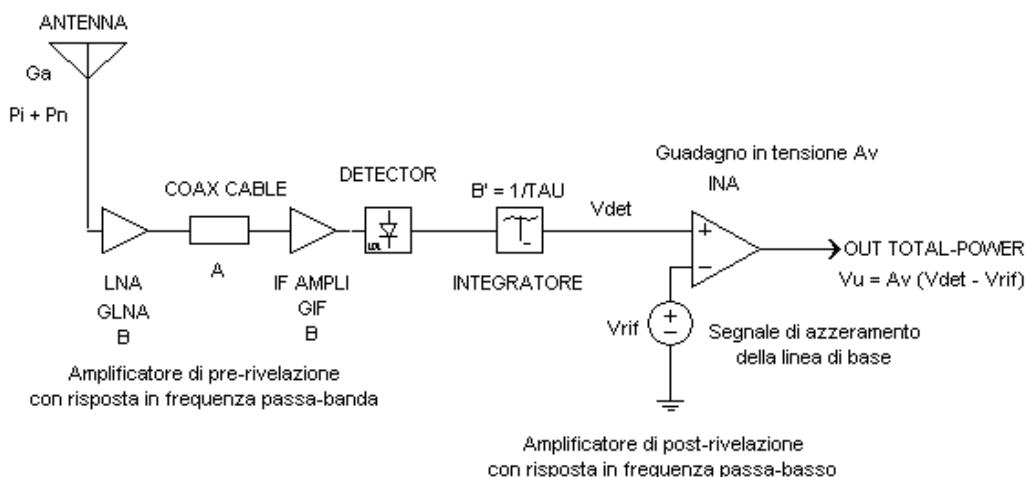 ANTENNA
Ga
Pi + Pn
COAX CABLE
DETECTOR
B' = 1/TAU
Vdet
Guadagno in tensione Av
INA
+
−
LNA
GLNA
B
A
IF AMPLI
GIF
B
INTEGRATORE
OUT TOTAL-POWER
Vu = Av (Vdet - Vrif)
Vrif
+
−
Segnale di azzeramento
della linea di base
Amplificatore di pre-rivelazione
con risposta in frequenza passa-banda
Amplificatore di post-rivelazione
con risposta in frequenza passa-basso